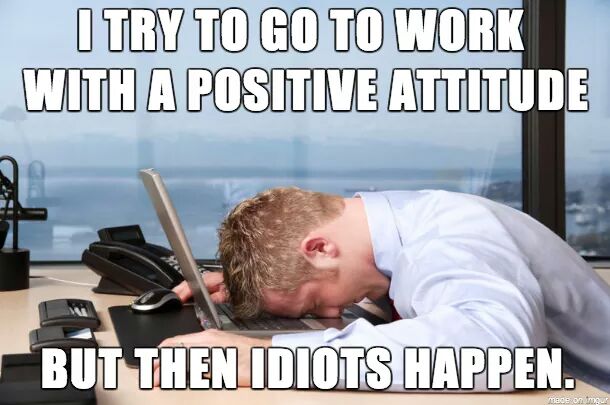 I TRY TO GO TO WORK
WITH A POSITIVE ATTITUDE
BUT THEN IDIOTS HAPPEN.
made on imgur